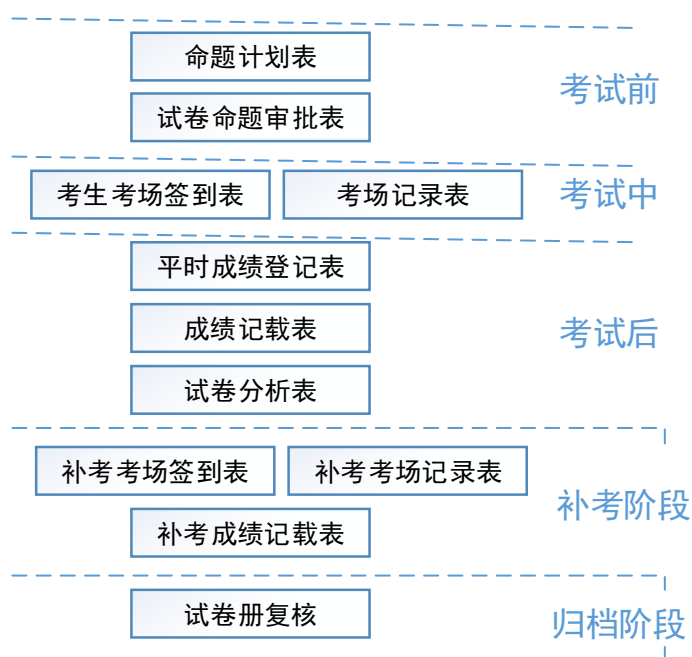 命题计划表
试卷命题审批表
考试前
考生考场签到表
考场记录表
考试中
平时成绩登记表
成绩记载表
试卷分析表
考试后
补考考场签到表
补考考场记录表
补考成绩记载表
补考阶段
试卷册复核
归档阶段